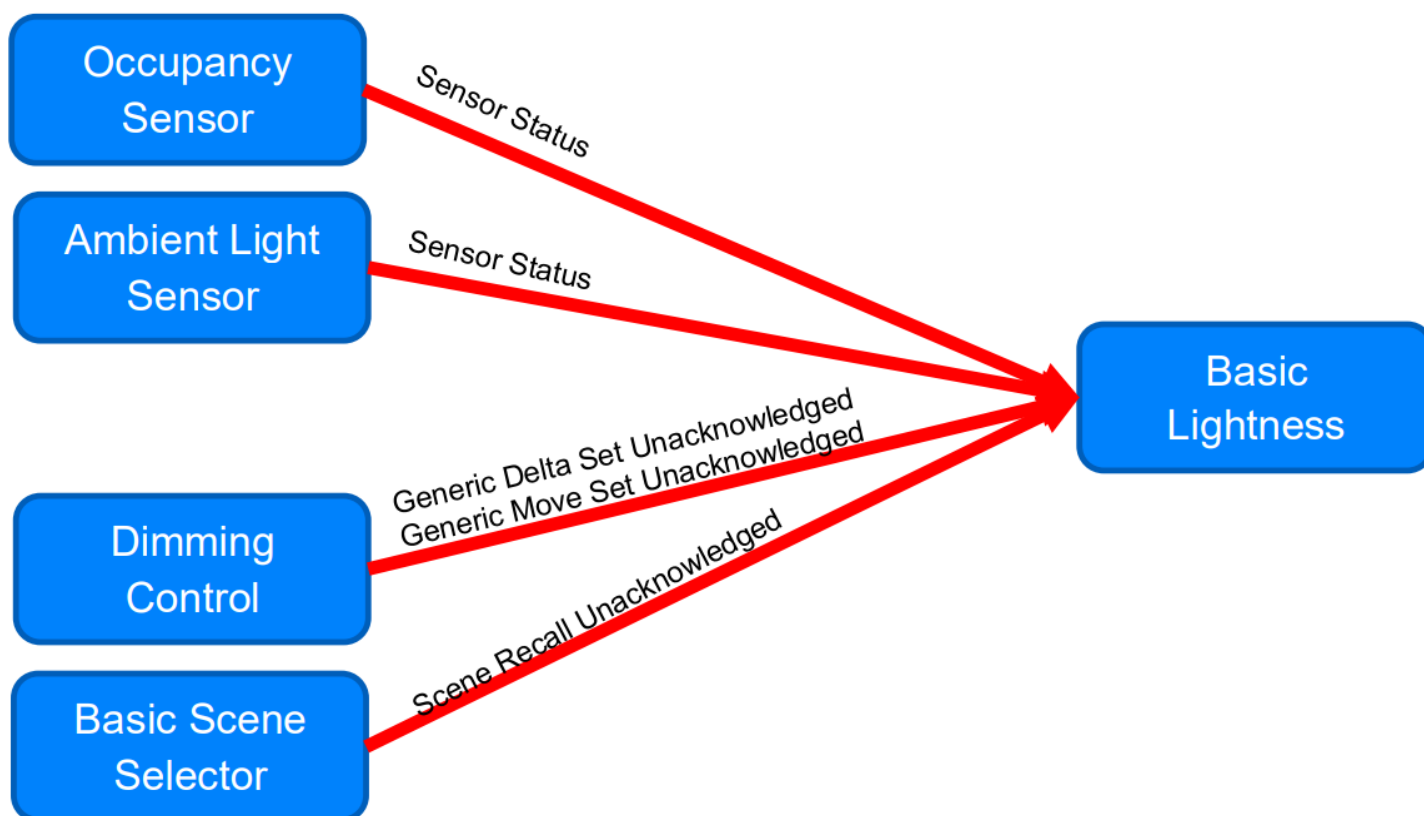 Occupancy
Sensor
Sensor Status
Ambient Light
Sensor
Sensor Status
Basic
Lightness
Generic Delta Set Unacknowledged
Generic Move Set Unacknowledged
Dimming
Control
Scene Recall Unacknowledged
Basic Scene
Selector